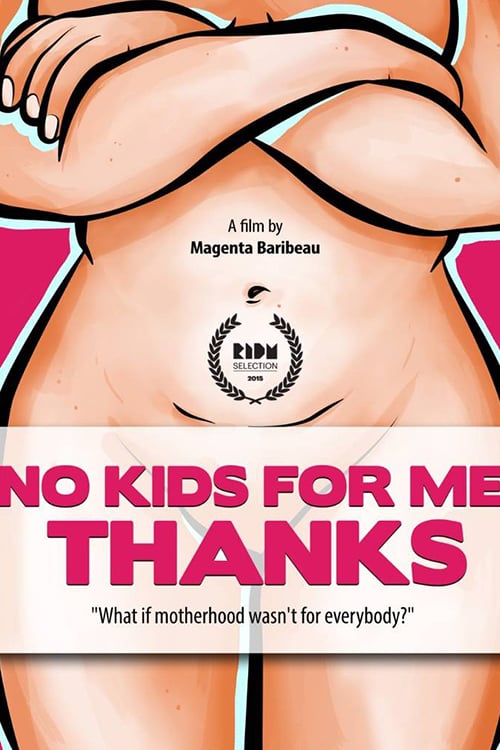 A film by
Magenta Baribeau
RIDM
SELECTION
2015
NO KIDS FOR ME
THANKS
"What if motherhood wasn't for everybody?"